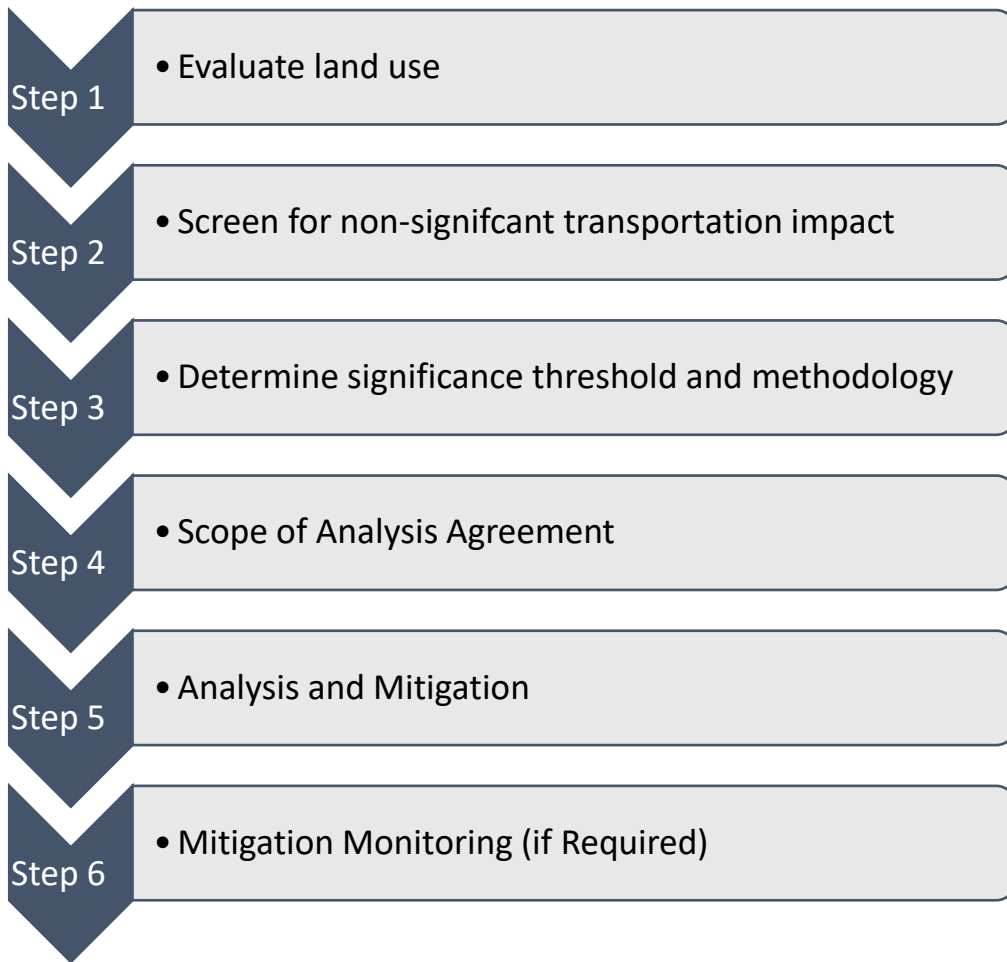 Step 1
• Evaluate land use
Step 2
• Screen for non-signifcant transportation impact
Step 3
• Determine significance threshold and methodology
Step 4
• Scope of Analysis Agreement
Step 5
• Analysis and Mitigation
Step 6
• Mitigation Monitoring (if Required)